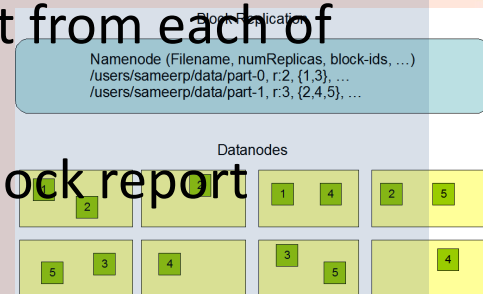 t from each of
Block Replication
Namenode (Filename, numReplicas, block-ids, …)
/users/sameerp/data/part-0, r:2, {1,3}, …
/users/sameerp/data/part-1, r:3, {2,4,5}, …
Datanodes
ock report
1 2 2 1 4 2 5
5 3 4 3 5 4